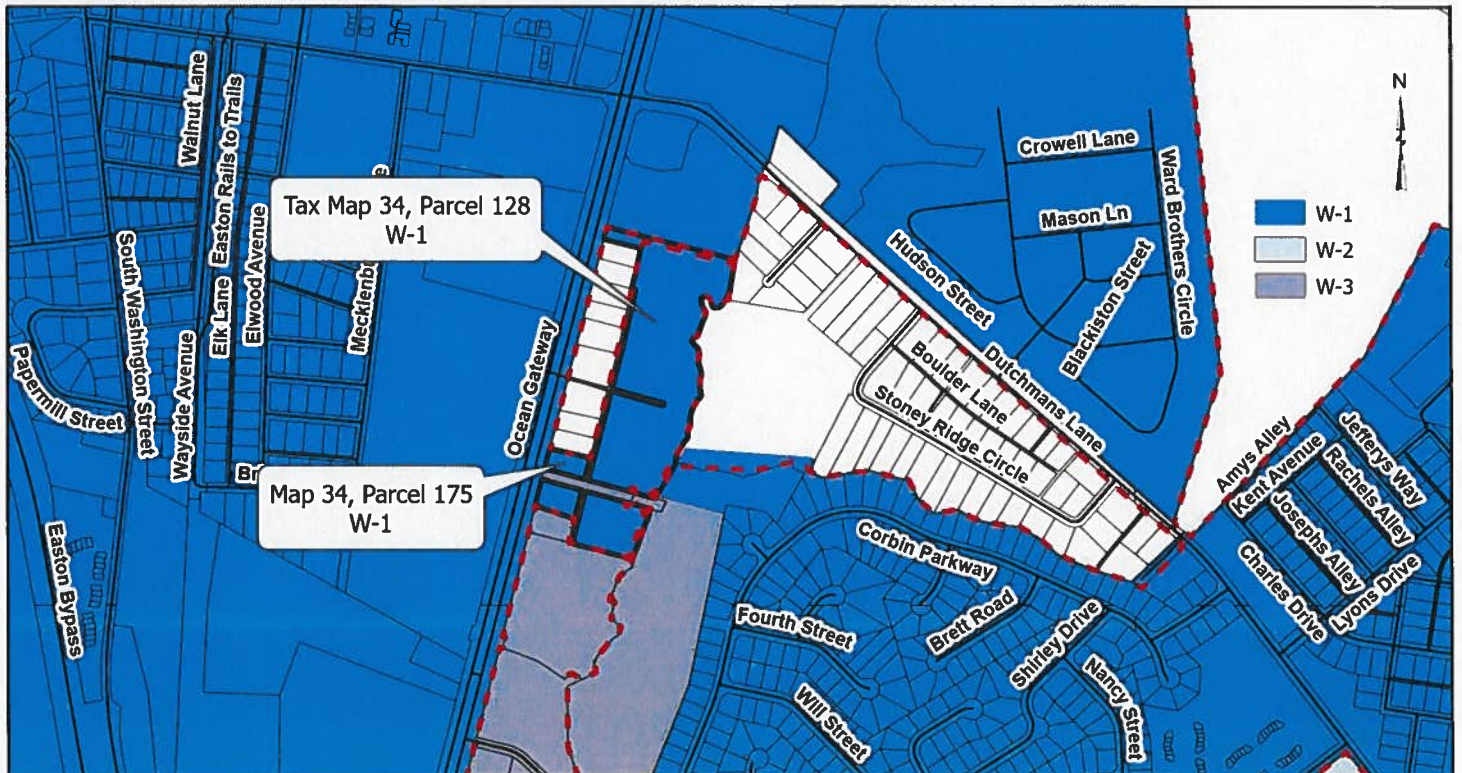 N
W-1
W-2
W-3
Walnut Lane
Easton Rails to Trails
Elk Lane
Elwood Avenue
South Washington Street
Wayside Avenue
Papermill Street
Easton Bypass
Tax Map 34, Parcel 128
W-1
Map 34, Parcel 175
W-1
Ocean Gateway
Crowell Lane
Mason Ln
Ward Brothers Circle
Blackiston Street
Hudson Street
Dutchmans Lane
Boulder Lane
Stoney Ridge Circle
Corbin Parkway
Fourth Street
Brett Road
Shirley Drive
Will Street
Nancy Street
Amys Alley
Kent Avenue
Jefferys Way
Rachels Alley
Josephs Alley
Charles Drive
Lyons Drive